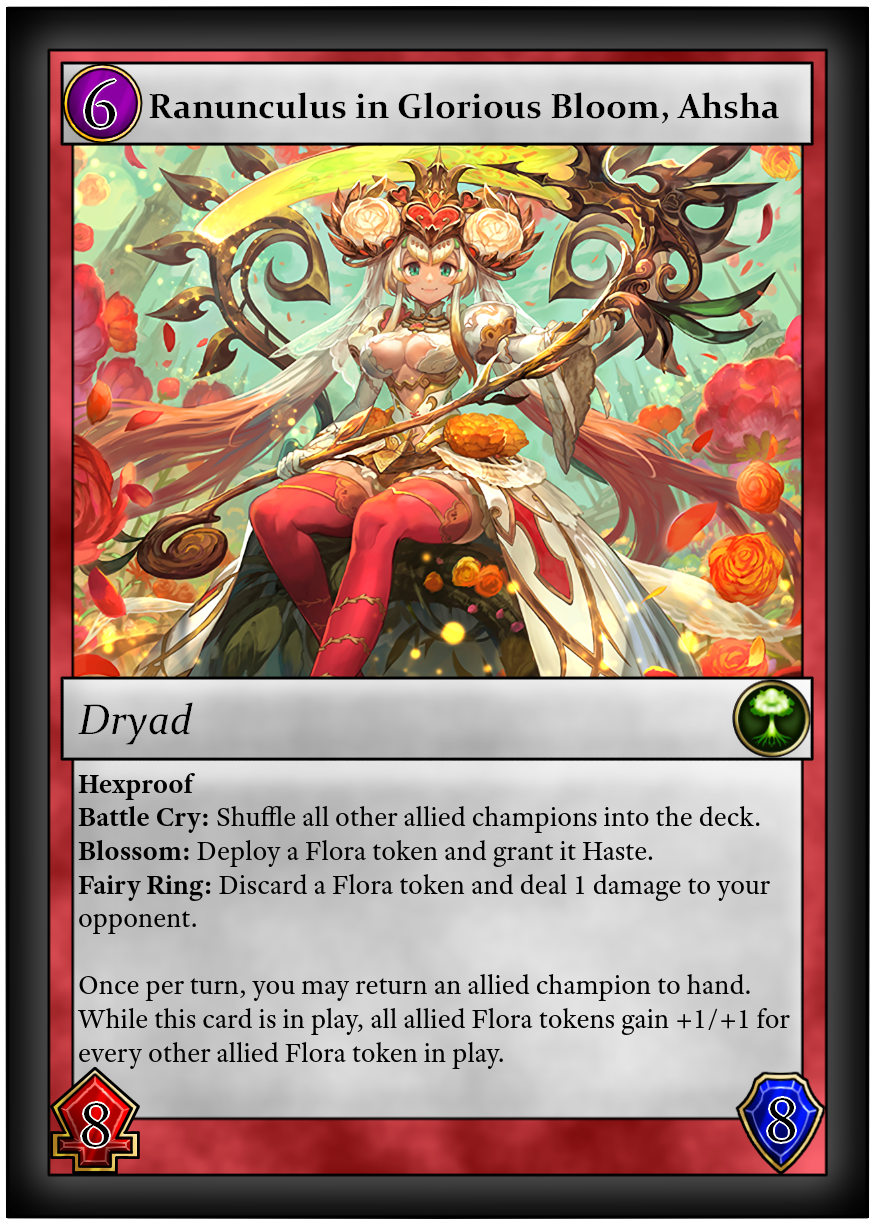 6 Ranunculus in Glorious Bloom, Ahsha
Dryad
Hexproof
Battle Cry: Shuffle all other allied champions into the deck.
Blossom: Deploy a Flora token and grant it Haste.
Fairy Ring: Discard a Flora token and deal 1 damage to your
opponent.
Once per turn, you may return an allied champion to hand.
While this card is in play, all allied Flora tokens gain +1/+1 for
every other allied Flora token in play.
8 8